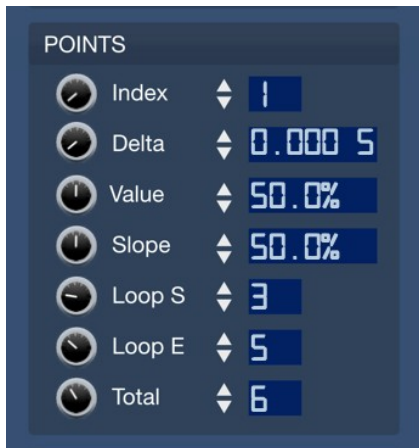 POINTS
Index 1
Delta 0.000 S
Value 50.0%
Slope 50.0%
Loop S 3
Loop E 5
Total 6